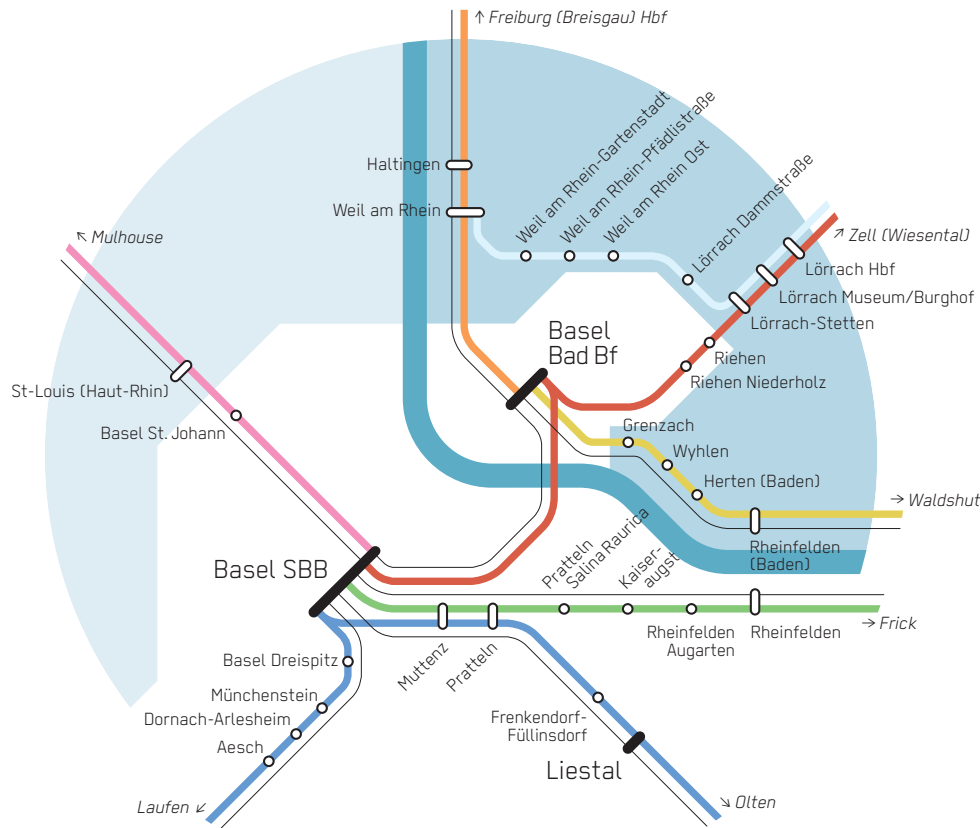 ↑ Freiburg (Breisgau) Hbf
Haltingen
Weil am Rhein
Weil am Rhein-Gartenstadt
Weil am Rhein-Pfädlistraße
Weil am Rhein Ost
Lörrach Dammstraße
↖ Mulhouse
↗ Zell (Wiesental)
Lörrach Hbf
Lörrach Museum/Burghof
Lörrach-Stetten
Basel
Bad Bf
Riehen
Riehen Niederholz
St-Louis (Haut-Rhin)
Basel St. Johann
Grenzach
Wyhlen
Herten (Baden)
→ Waldshut
Rheinfelden
(Baden)
Basel SBB
Pratteln
Salina Raurica
Kaiser-
augst
Rheinfelden
Augarten
Rheinfelden
→ Frick
Muttenz
Pratteln
Basel Dreispitz
Münchenstein
Dornach-Arlesheim
Aesch
Frenkendorf-
Füllinsdorf
Liestal
Laufen ↙
↘ Olten